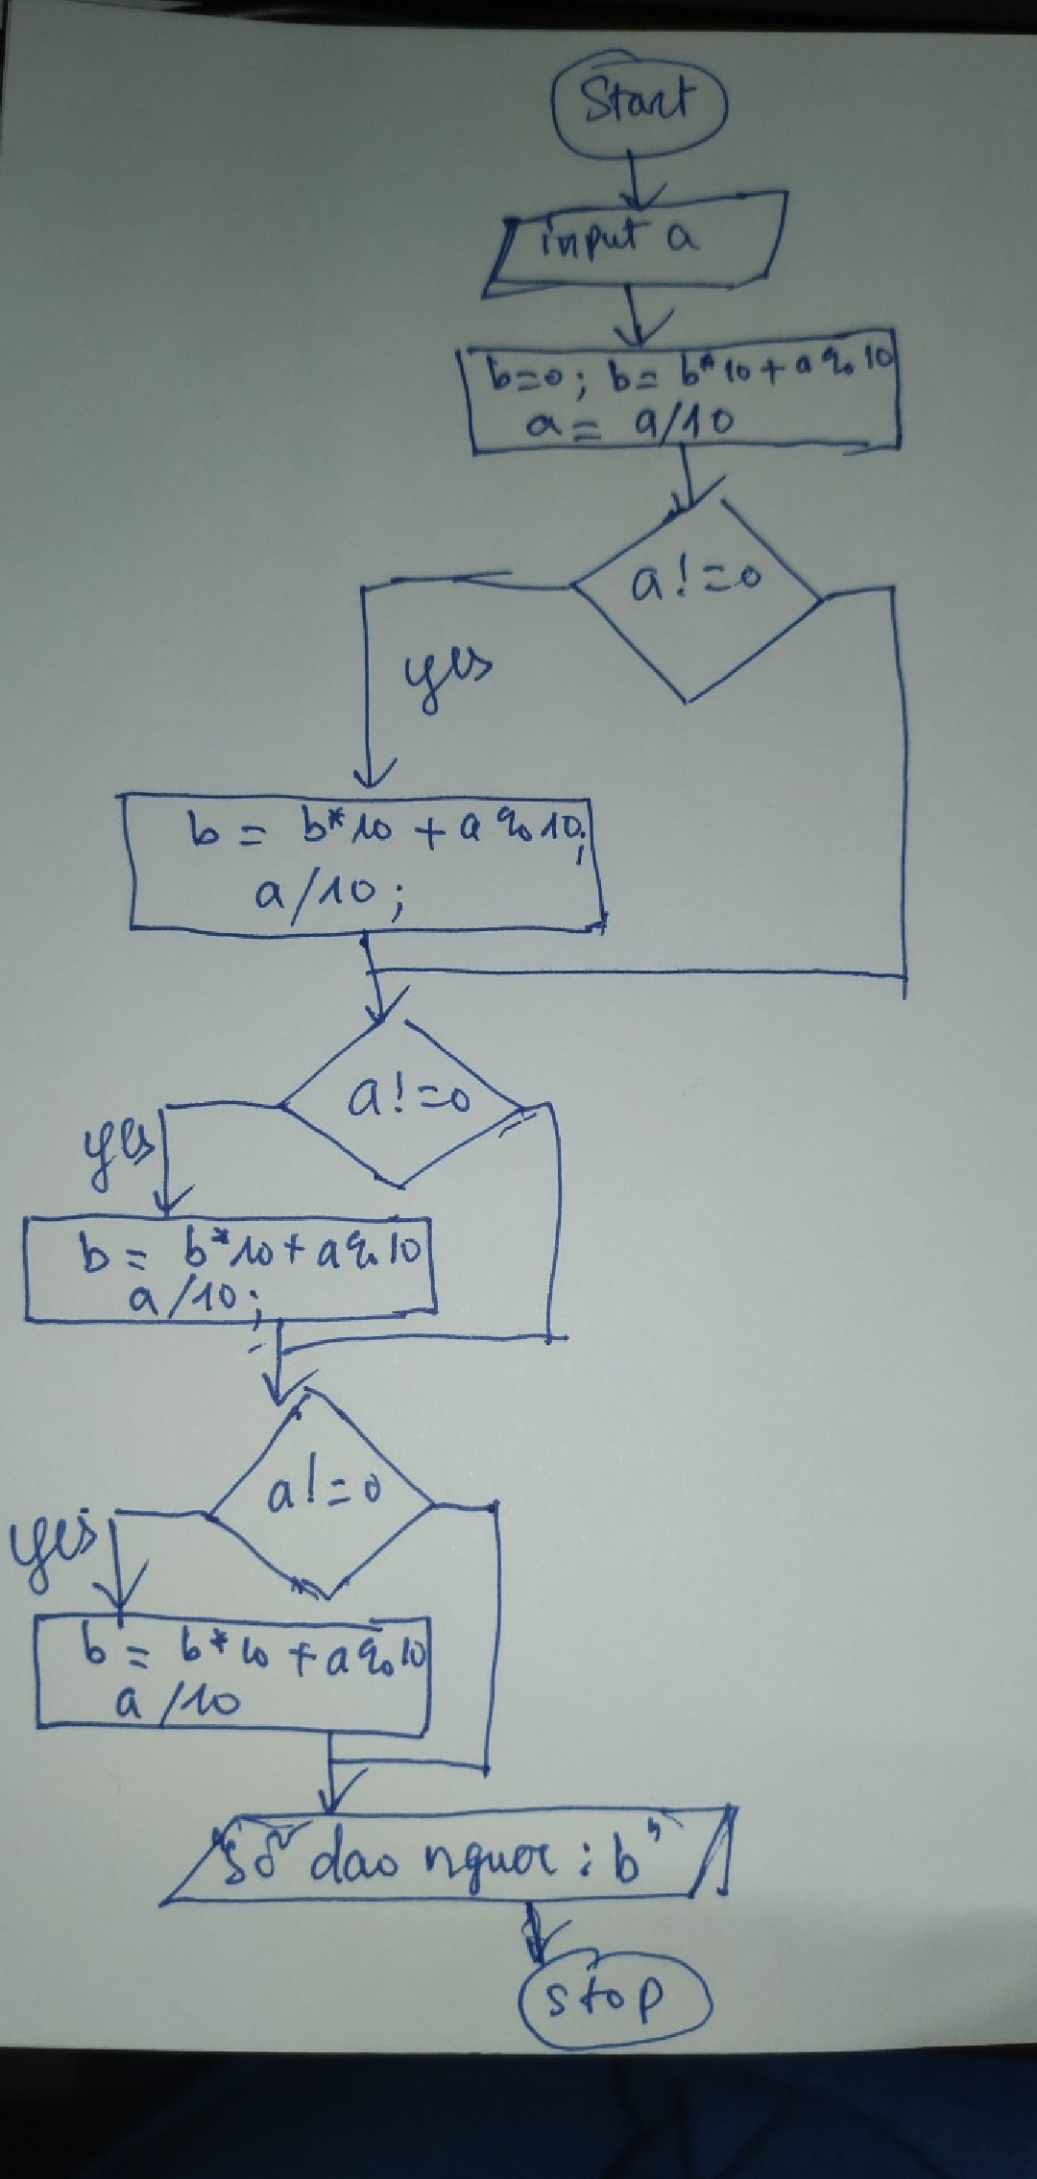 Start
input a
b=0; b= b*10+a%10
a= a/10
a!=0
yes
b= b*10 + a%10;
a/10;
a!=0
yes
b= b*10+a%10
a/10;
a!=0
yes
b= b*10 +a%10
a/10
"Số dao nguoc : b"
stop